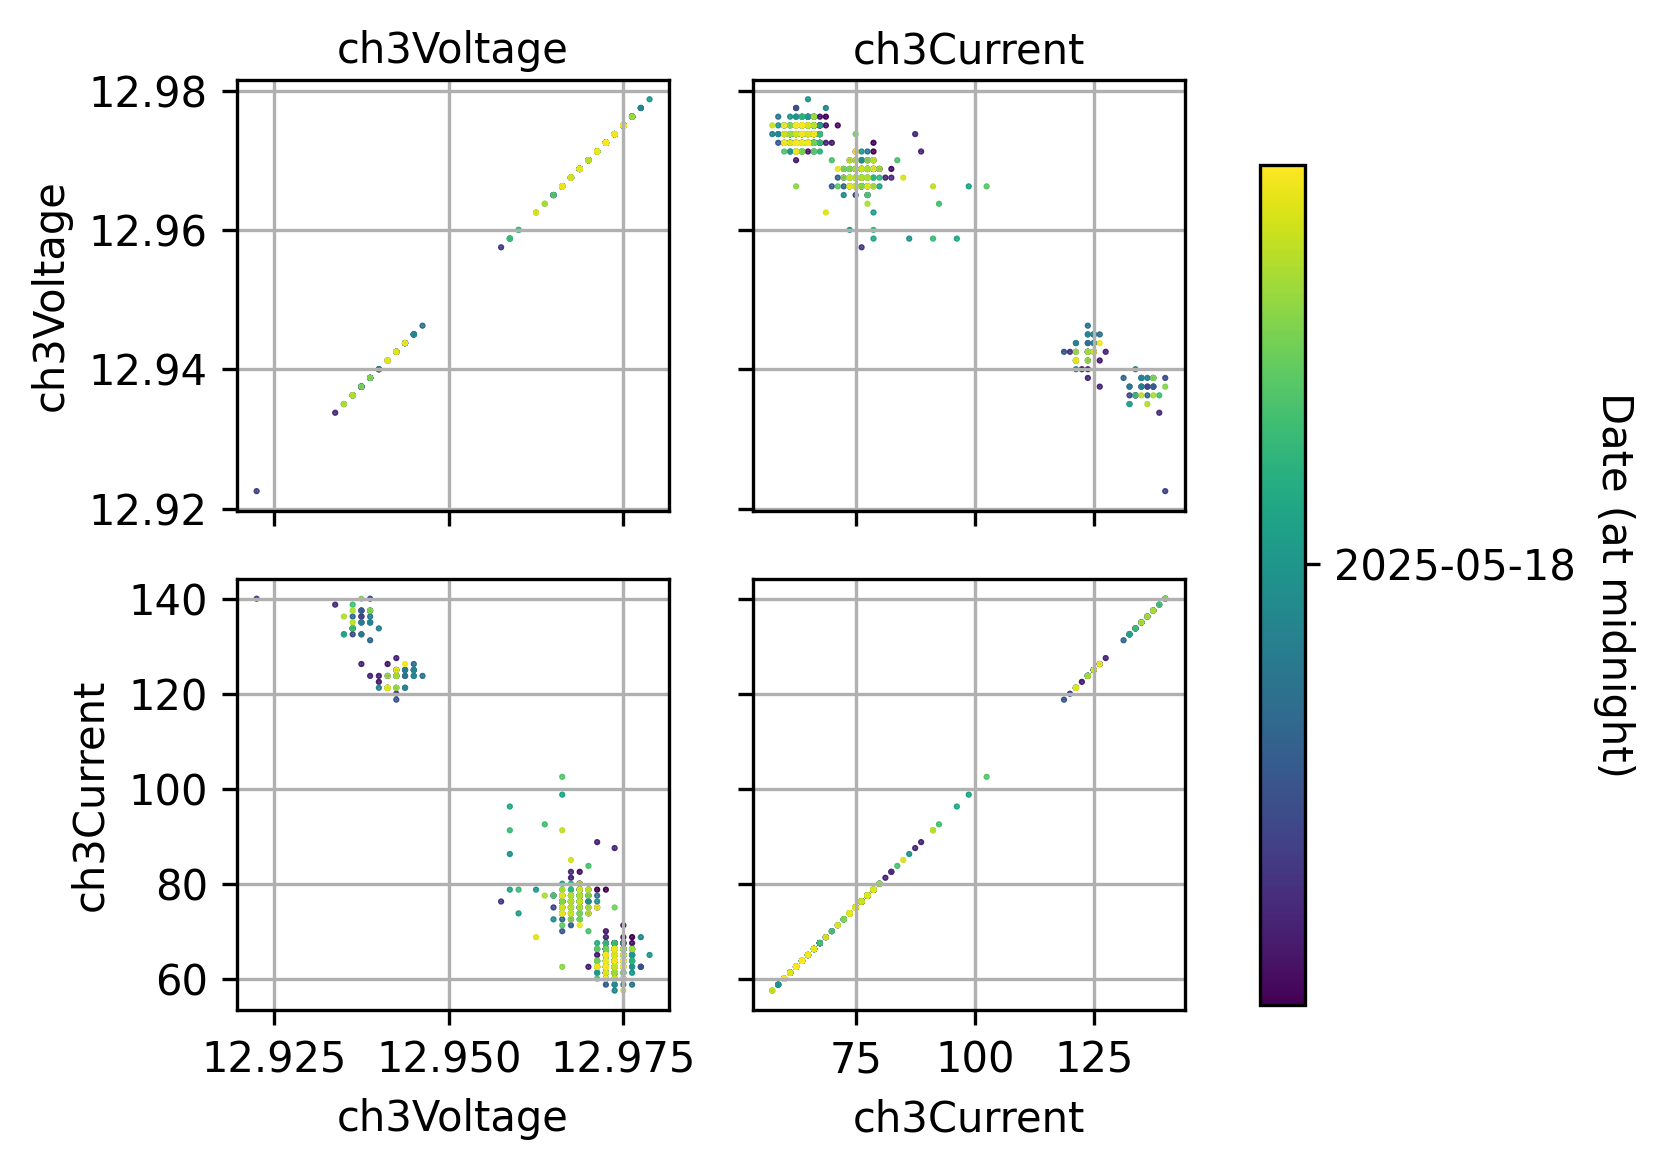 ch3Voltage ch3Current
12.98
12.96
12.94
12.92
ch3Voltage
140
120
100
80
60
ch3Current
12.925 12.950 12.975 75 100 125
ch3Voltage ch3Current
2025-05-18
Date (at midnight)